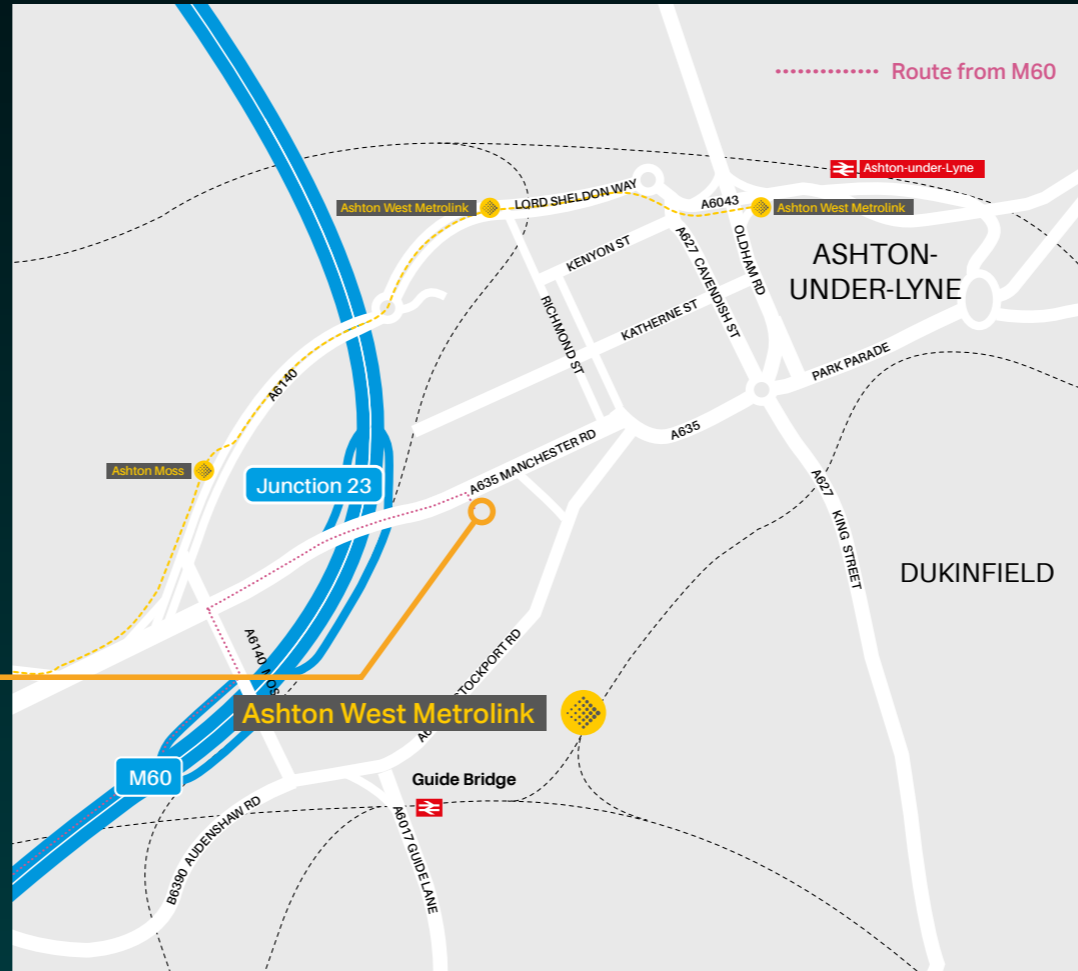 Route from M60
Ashton-under-Lyne
LORD SHELDON WAY
Ashton West Metrolink
A6043
Ashton West Metrolink
KENYON ST
A627 CAVENDISH ST
OLDHAM RD
ASHTON-
UNDER-LYNE
RICHMOND ST
KATHERNE ST
PARK PARADE
A6140
A635
A635 MANCHESTER RD
Ashton Moss
Junction 23
A627 KING STREET
DUKINFIELD
A6140 MOS
STOCKPORT RD
Ashton West Metrolink
M60
Guide Bridge
B6390 AUDENSHAW RD
A6017 GUIDE LANE